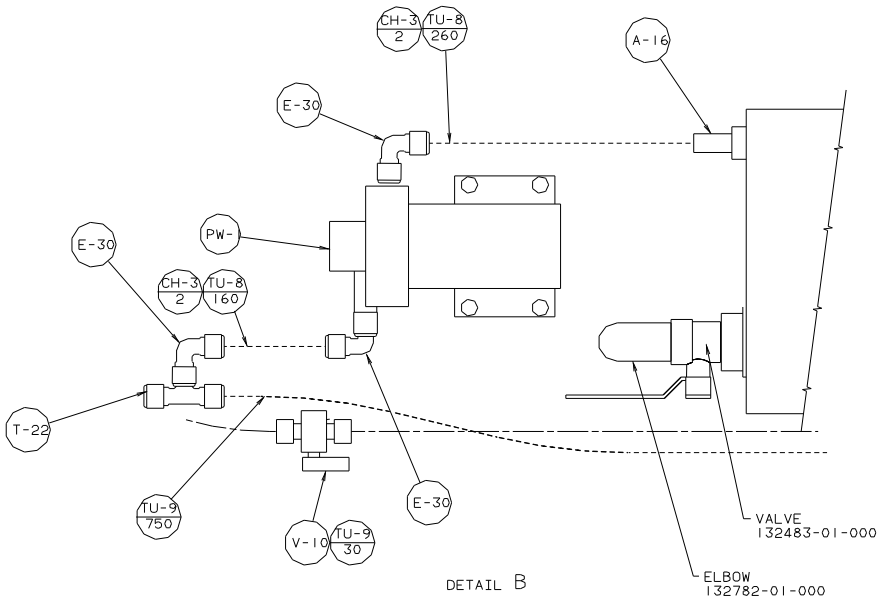 CH-3
2
TU-8
260
A-16
E-30
PW-
E-30
CH-3
2
TU-8
160
T-22
TU-9
750
E-30
V-10
TU-9
30
VALVE
132483-01-000
ELBOW
132782-01-000
DETAIL B